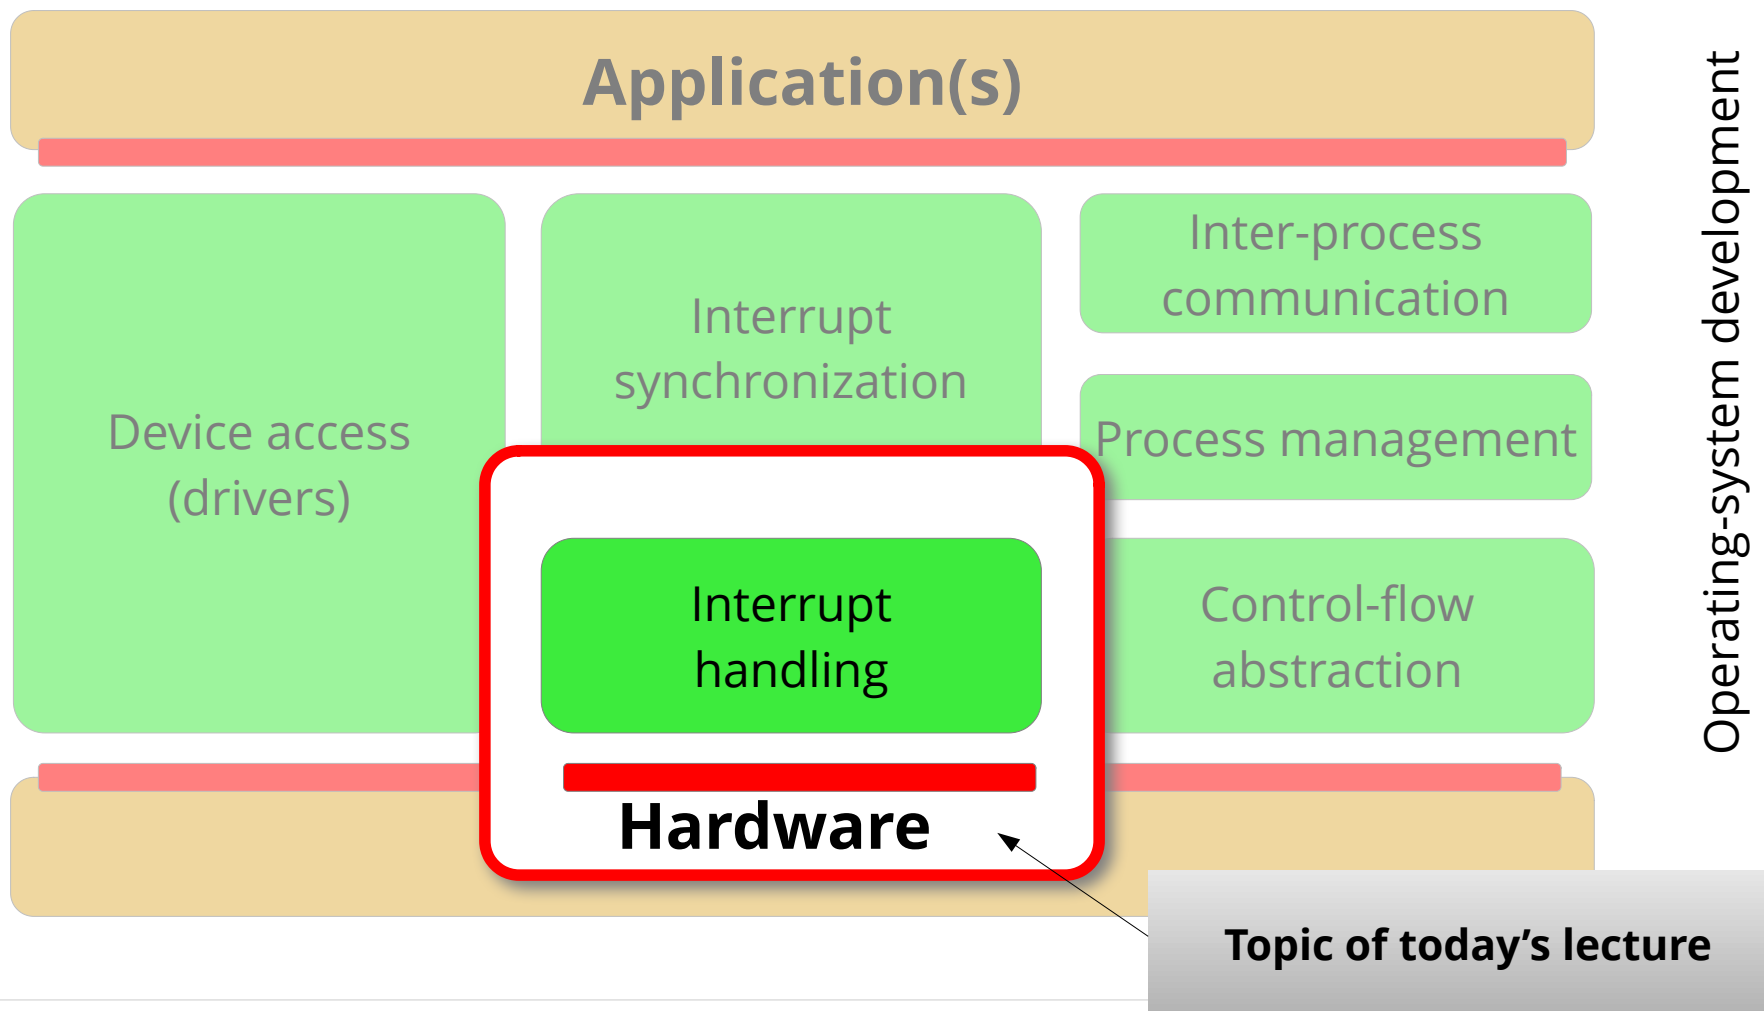 Application(s)
Device access
(drivers)
Interrupt
synchronization
Inter-process
communication
Process management
Interrupt
handling
Control-flow
abstraction
Hardware
Topic of today’s lecture
Operating-system development